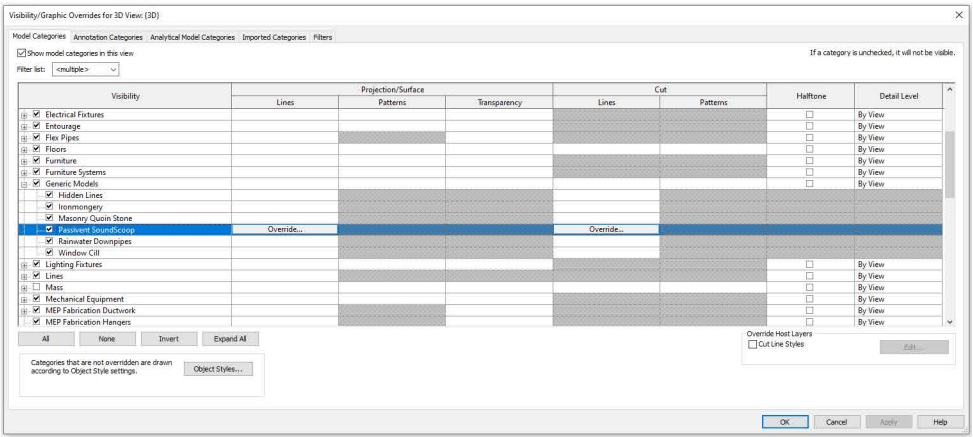 Visibility/Graphic Overrides for 3D View: {3D}
Model Categories Annotation Categories Analytical Model Categories Imported Categories Filters
Show model categories in this view If a category is unchecked, it will not be visible.
Filter list: <multiple>
Visibility Projection/Surface Cut Halftone Detail Level
Lines Patterns Transparency Lines Patterns
Electrical Fixtures By View
Entourage By View
Flex Pipes By View
Floors By View
Furniture By View
Furniture Systems By View
Generic Models By View
Hidden Lines
Ironmongery
Masonry Quoin Stone
Passivent SoundScoop Override... Override...
Rainwater Downpipes
Window Cill
Lighting Fixtures By View
Lines By View
Mass By View
Mechanical Equipment By View
MEP Fabrication Ductwork By View
MEP Fabrication Hangers By View
All None Invert Expand All
Override Host Layers
Cut Line Styles Edit...
Categories that are not overridden are drawn
according to Object Style settings. Object Styles...
OK Cancel Apply Help